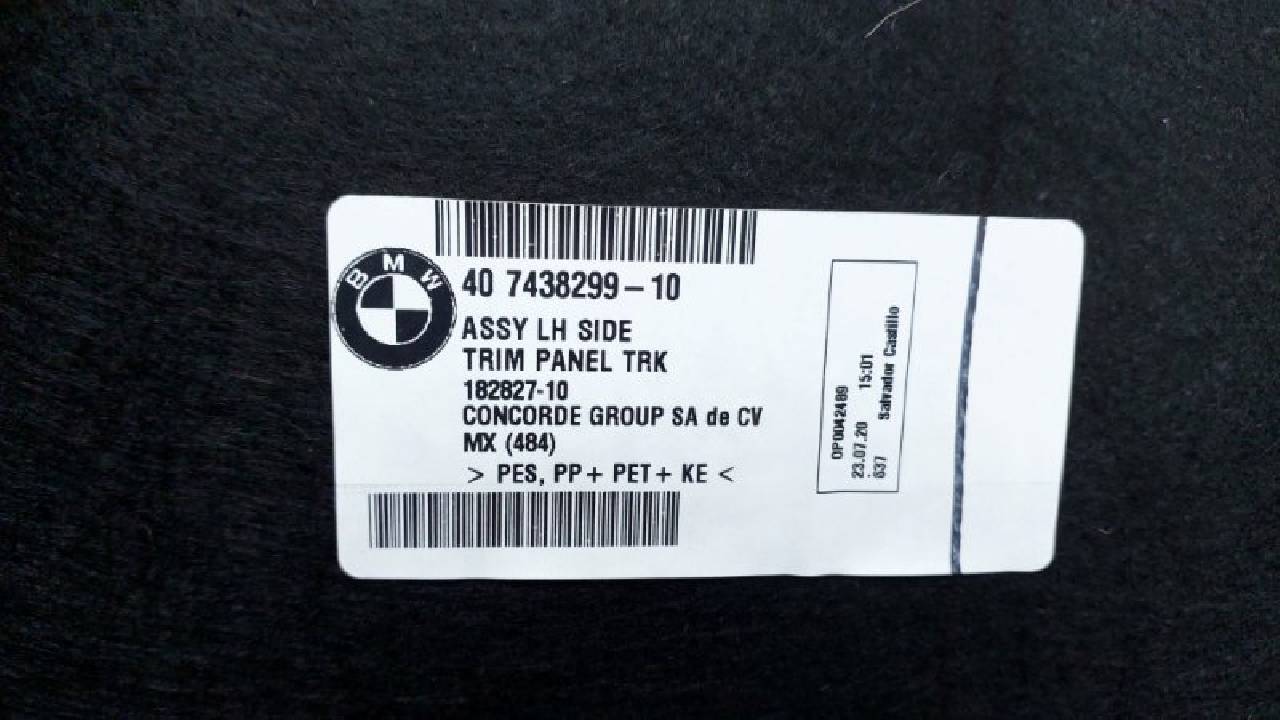 BMW
40 7438299-10
ASSY LH SIDE
TRIM PANEL TRK
182827-10
CONCORDE GROUP SA de CV
MX (484)
> PES, PP+ PET+ KE <
OP0042489
23.07.20 15:01
637 Salvador Castillo